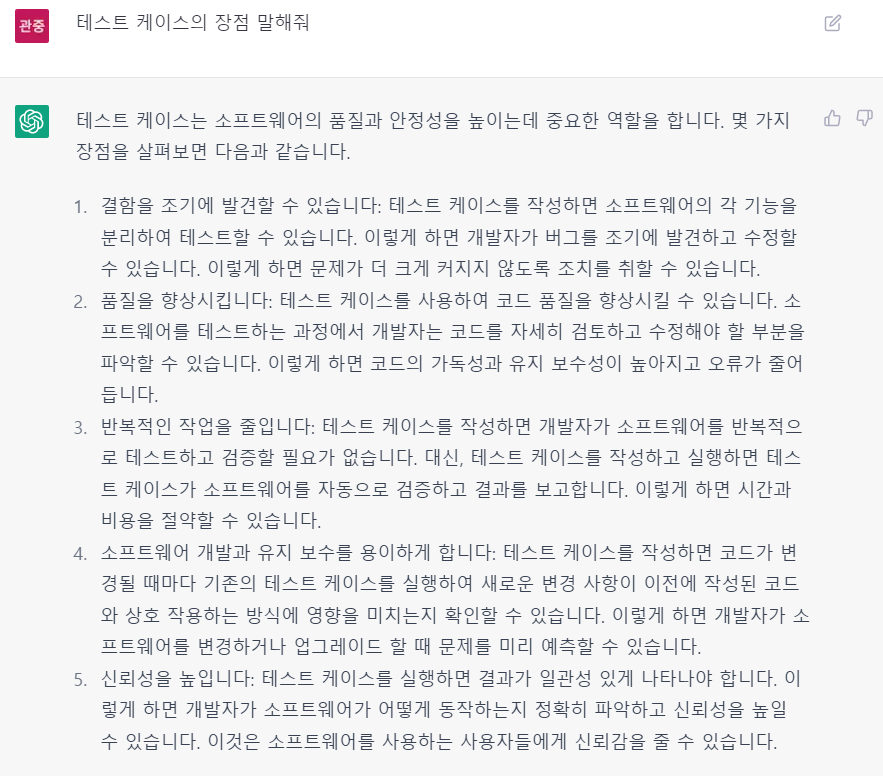 관중
테스트 케이스의 장점 말해줘
테스트 케이스는 소프트웨어의 품질과 안정성을 높이는데 중요한 역할을 합니다. 몇 가지
장점을 살펴보면 다음과 같습니다.
1. 결함을 조기에 발견할 수 있습니다: 테스트 케이스를 작성하면 소프트웨어의 각 기능을
분리하여 테스트할 수 있습니다. 이렇게 하면 개발자가 버그를 조기에 발견하고 수정할
수 있습니다. 이렇게 하면 문제가 더 크게 커지지 않도록 조치를 취할 수 있습니다.
2. 품질을 향상시킵니다: 테스트 케이스를 사용하여 코드 품질을 향상시킬 수 있습니다. 소
프트웨어를 테스트하는 과정에서 개발자는 코드를 자세히 검토하고 수정해야 할 부분을
파악할 수 있습니다. 이렇게 하면 코드의 가독성과 유지 보수성이 높아지고 오류가 줄어
듭니다.
3. 반복적인 작업을 줄입니다: 테스트 케이스를 작성하면 개발자가 소프트웨어를 반복적으
로 테스트하고 검증할 필요가 없습니다. 대신, 테스트 케이스를 작성하고 실행하면 테스
트 케이스가 소프트웨어를 자동으로 검증하고 결과를 보고합니다. 이렇게 하면 시간과
비용을 절약할 수 있습니다.
4. 소프트웨어 개발과 유지 보수를 용이하게 합니다: 테스트 케이스를 작성하면 코드가 변
경될 때마다 기존의 테스트 케이스를 실행하여 새로운 변경 사항이 이전에 작성된 코드
와 상호 작용하는 방식에 영향을 미치는지 확인할 수 있습니다. 이렇게 하면 개발자가 소
프트웨어를 변경하거나 업그레이드 할 때 문제를 미리 예측할 수 있습니다.
5. 신뢰성을 높입니다: 테스트 케이스를 실행하면 결과가 일관성 있게 나타나야 합니다. 이
렇게 하면 개발자가 소프트웨어가 어떻게 동작하는지 정확히 파악하고 신뢰성을 높일
수 있습니다. 이것은 소프트웨어를 사용하는 사용자들에게 신뢰감을 줄 수 있습니다.